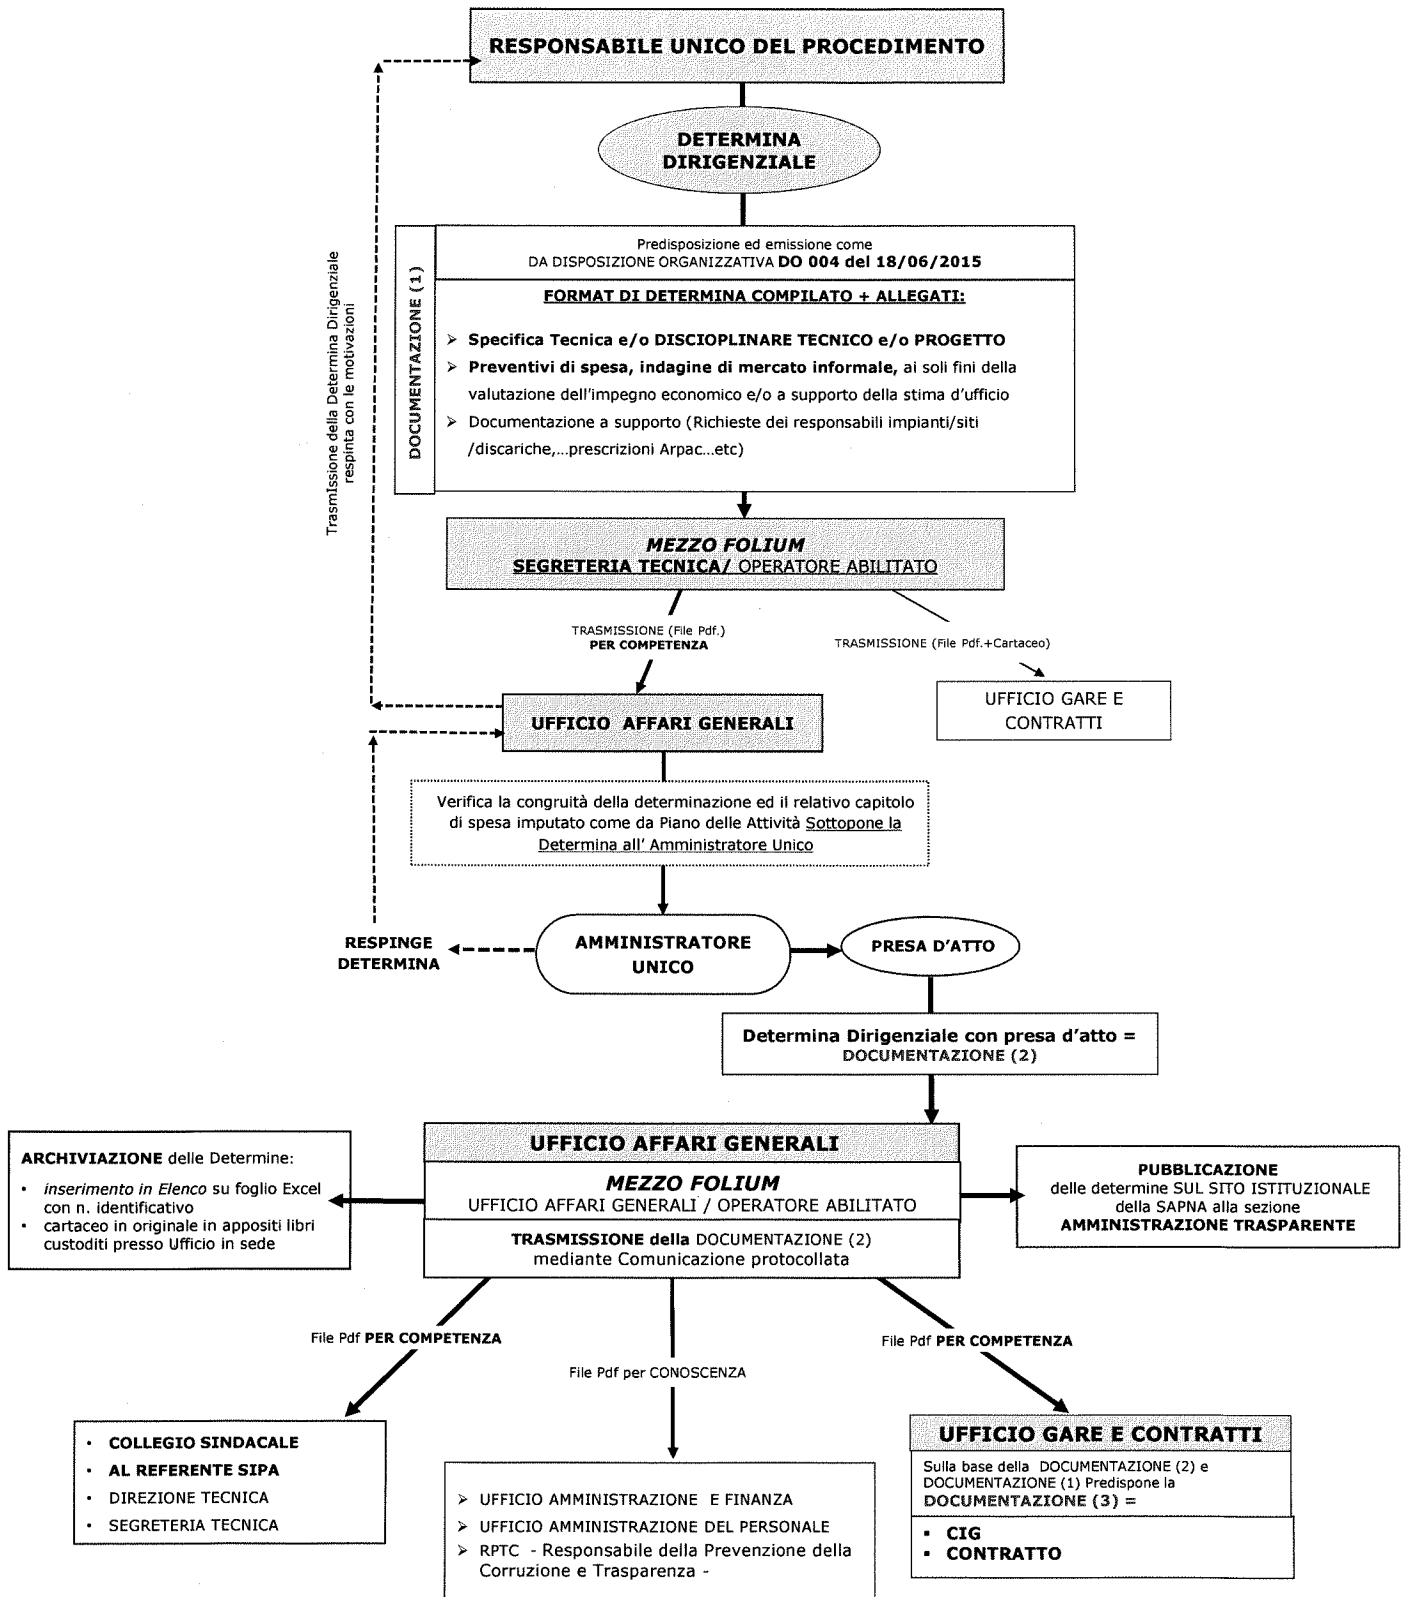 RESPONSABILE UNICO DEL PROCEDIMENTO
DETERMINA
DIRIGENZIALE
TrasmIssione della Determina Dirigenziale
respinta con le motivazioni
DOCUMENTAZIONE (1)
Predisposizione ed emissione come
DA DISPOSIZIONE ORGANIZZATIVA DO 004 del 18/06/2015
FORMAT DI DETERMINA COMPILATO + ALLEGATI:
➢ Specifica Tecnica e/o DISCIOPLINARE TECNICO e/o PROGETTO
➢ Preventivi di spesa, indagine di mercato informale, ai soli fini della
valutazione dell'impegno economico e/o a supporto della stima d'ufficio
➢ Documentazione a supporto (Richieste dei responsabili impianti/siti
/discariche,...prescrizioni Arpac...etc)
MEZZO FOLIUM
SEGRETERIA TECNICA/ OPERATORE ABILITATO
TRASMISSIONE (File Pdf.)
PER COMPETENZA
TRASMISSIONE (File Pdf.+Cartaceo)
UFFICIO GARE E
CONTRATTI
UFFICIO AFFARI GENERALI
Verifica la congruità della determinazione ed il relativo capitolo
di spesa imputato come da Piano delle Attività Sottopone la
Determina all' Amministratore Unico
RESPINGE
DETERMINA
AMMINISTRATORE
UNICO
PRESA D'ATTO
Determina Dirigenziale con presa d'atto =
DOCUMENTAZIONE (2)
ARCHIVIAZIONE delle Determine:
• inserimento in Elenco su foglio Excel
con n. identificativo
• cartaceo in originale in appositi libri
custoditi presso Ufficio in sede
UFFICIO AFFARI GENERALI
MEZZO FOLIUM
UFFICIO AFFARI GENERALI / OPERATORE ABILITATO
TRASMISSIONE della DOCUMENTAZIONE (2)
mediante Comunicazione protocollata
PUBBLICAZIONE
delle determine SUL SITO ISTITUZIONALE
della SAPNA alla sezione
AMMINISTRAZIONE TRASPARENTE
File Pdf PER COMPETENZA
File Pdf per CONOSCENZA
File Pdf PER COMPETENZA
• COLLEGIO SINDACALE
• AL REFERENTE SIPA
• DIREZIONE TECNICA
• SEGRETERIA TECNICA
➢ UFFICIO AMMINISTRAZIONE E FINANZA
➢ UFFICIO AMMINISTRAZIONE DEL PERSONALE
➢ RPTC - Responsabile della Prevenzione della
Corruzione e Trasparenza -
UFFICIO GARE E CONTRATTI
Sulla base della DOCUMENTAZIONE (2) e
DOCUMENTAZIONE (1) Predispone la
DOCUMENTAZIONE (3) =
▪ CIG
▪ CONTRATTO